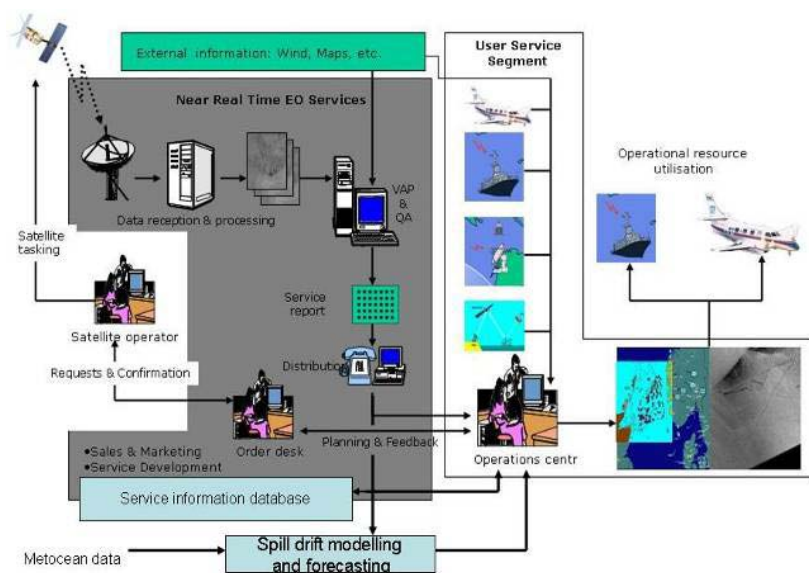 External information: Wind, Maps, etc.
User Service
Segment
Near Real Time EO Services
Operational resource
utilisation
VAP
&
QA
Data reception & processing
Satellite
tasking
Service
report
Satellite operator
Distribution
Requests & Confirmation
Planning & Feedback
•Sales & Marketing
•Service Development
Order desk
Operations centr
Service information database
Metocean data
Spill drift modelling
and forecasting